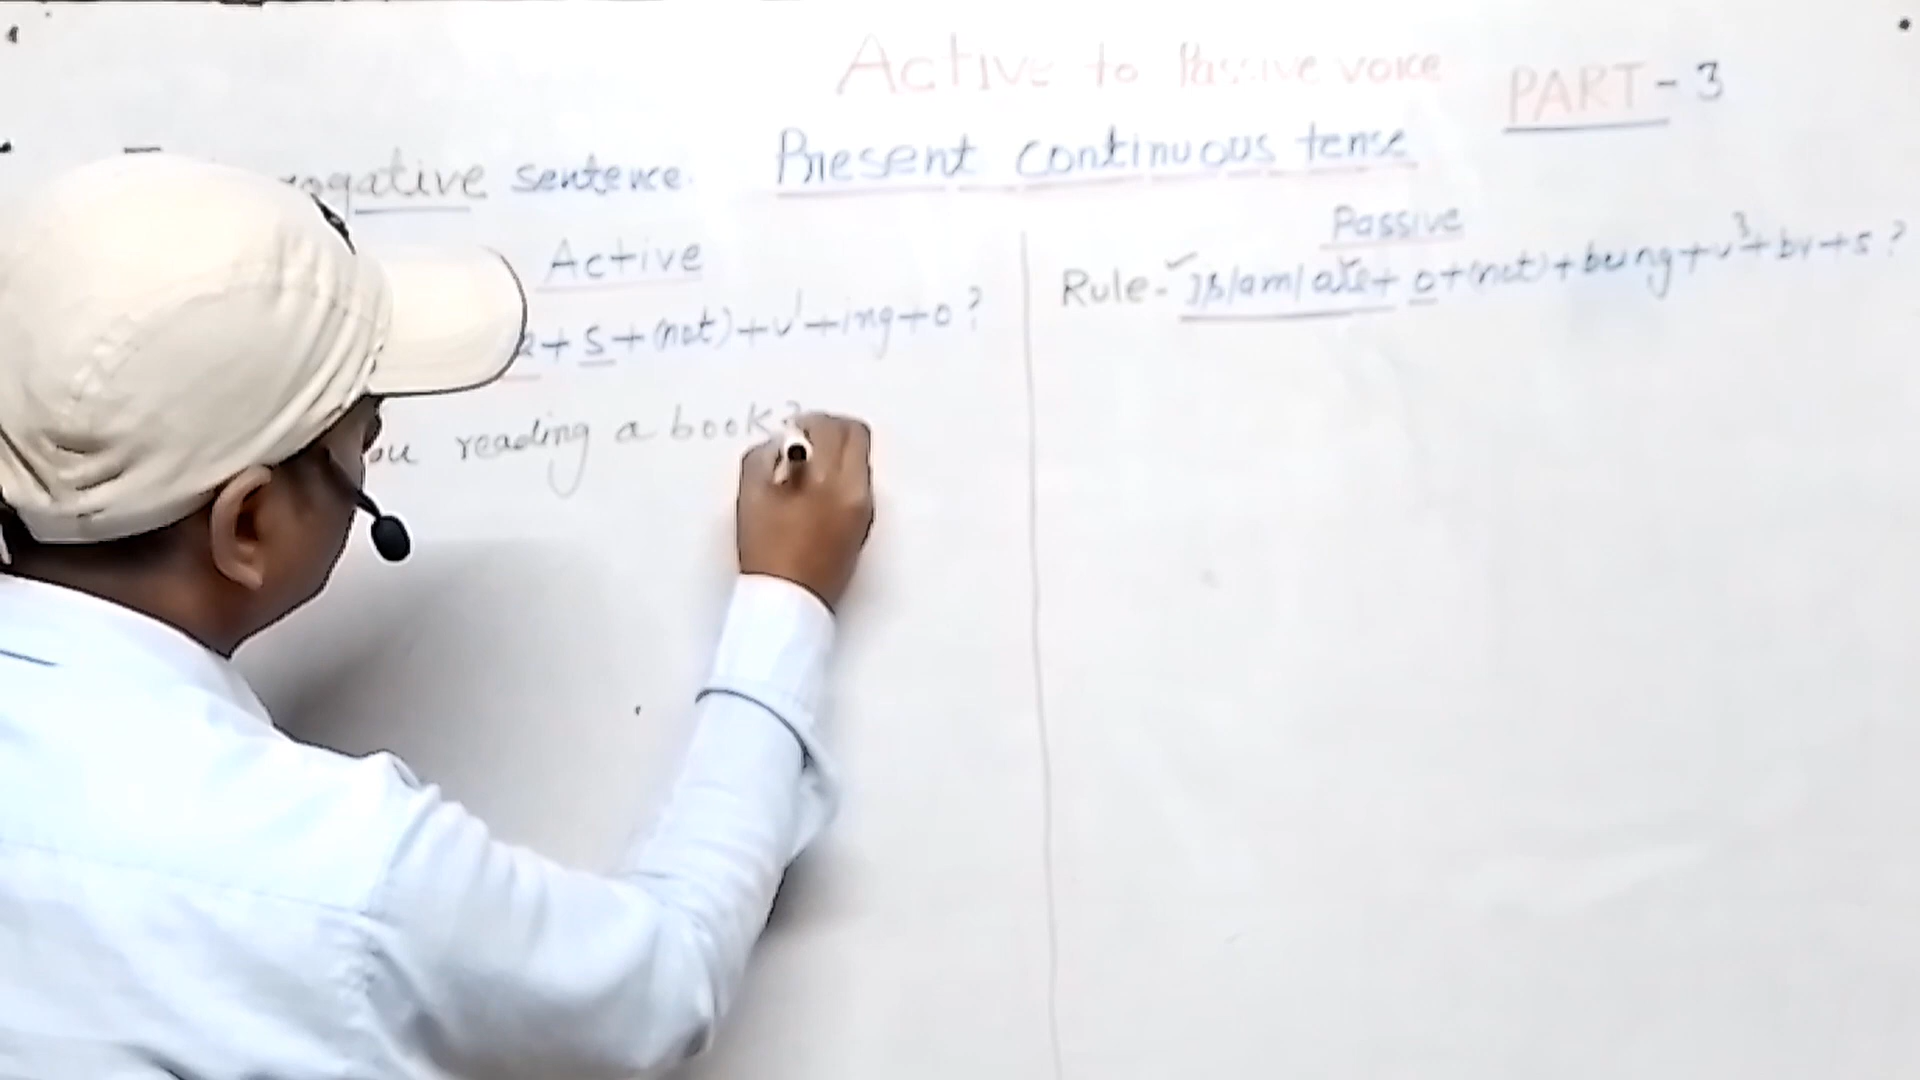 Active to Passive voice
PART - 3
Present continuous tense
sentence.
Active
+ S + (not) + v¹ + ing + o ?
reading a book?
Passive
Rule - is/am/are + o + (not) + being + v³ + by + s ?